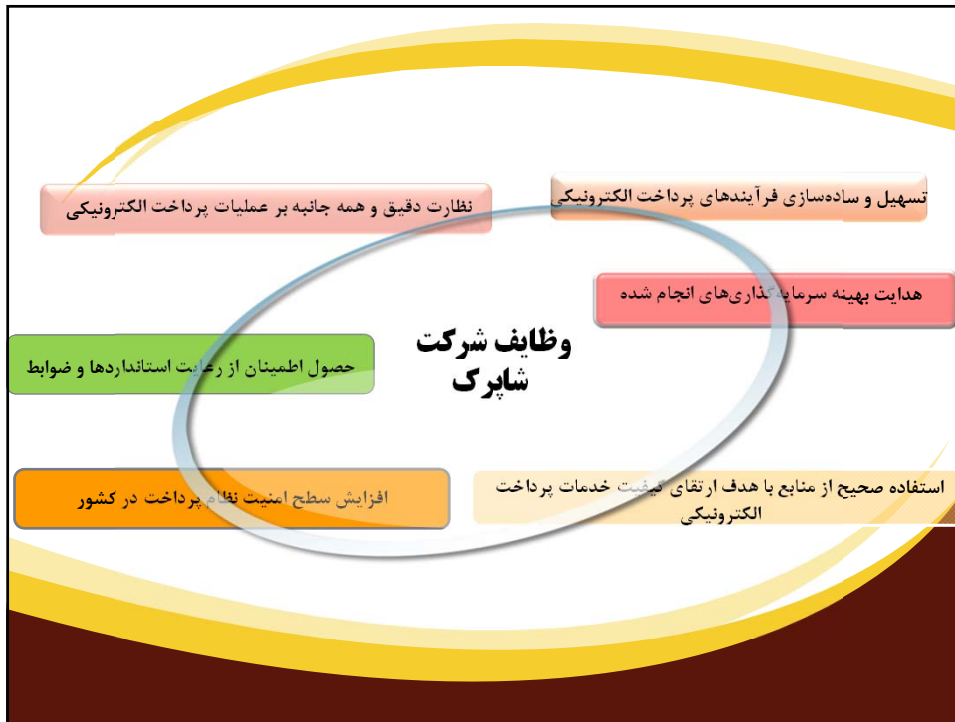 تسهیل و ساده‌سازی فرآیندهای پرداخت الکترونیکی
نظارت دقیق و همه جانبه بر عملیات پرداخت الکترونیکی
هدایت بهینه سرمایه‌گذاری‌های انجام شده
وظایف شرکت
شاپرک
حصول اطمینان از رعایت استانداردها و ضوابط
استفاده صحیح از منابع با هدف ارتقای کیفیت خدمات پرداخت
الکترونیکی
افزایش سطح امنیت نظام پرداخت در کشور